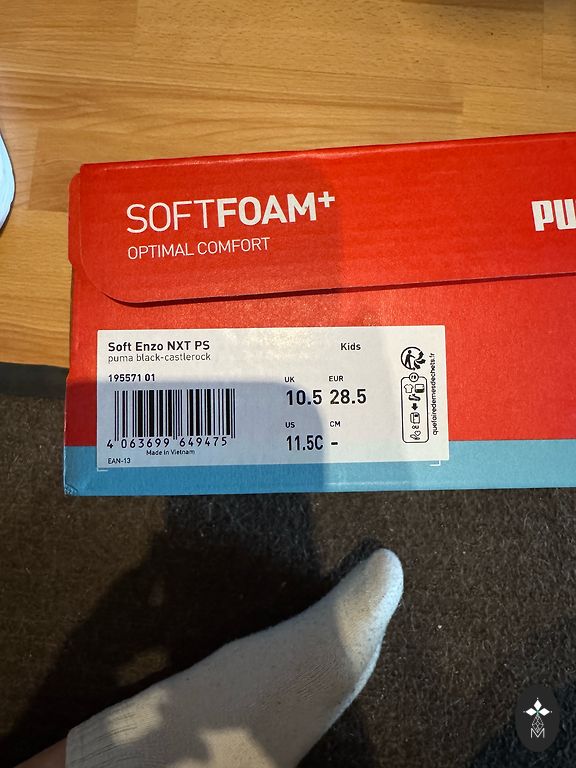 SOFTFOAM+
OPTIMAL COMFORT
PU
Soft Enzo NXT PS
Kids
puma black-castlerock
195571 01
UK EUR
10.5 28.5
US CM
11.5C -
4 063699 649475
Made in Vietnam
EAN-13
quefairedemesdechets.fr
M